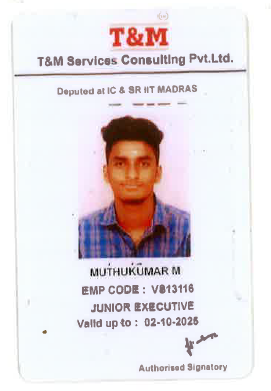 T&M
T&M Services Consulting Pvt.Ltd.
Deputed at IC & SR IIT MADRAS
MUTHUKUMAR M
EMP CODE : VS13116
JUNIOR EXECUTIVE
Valid up to : 02-10-2025
Authorised Signatory